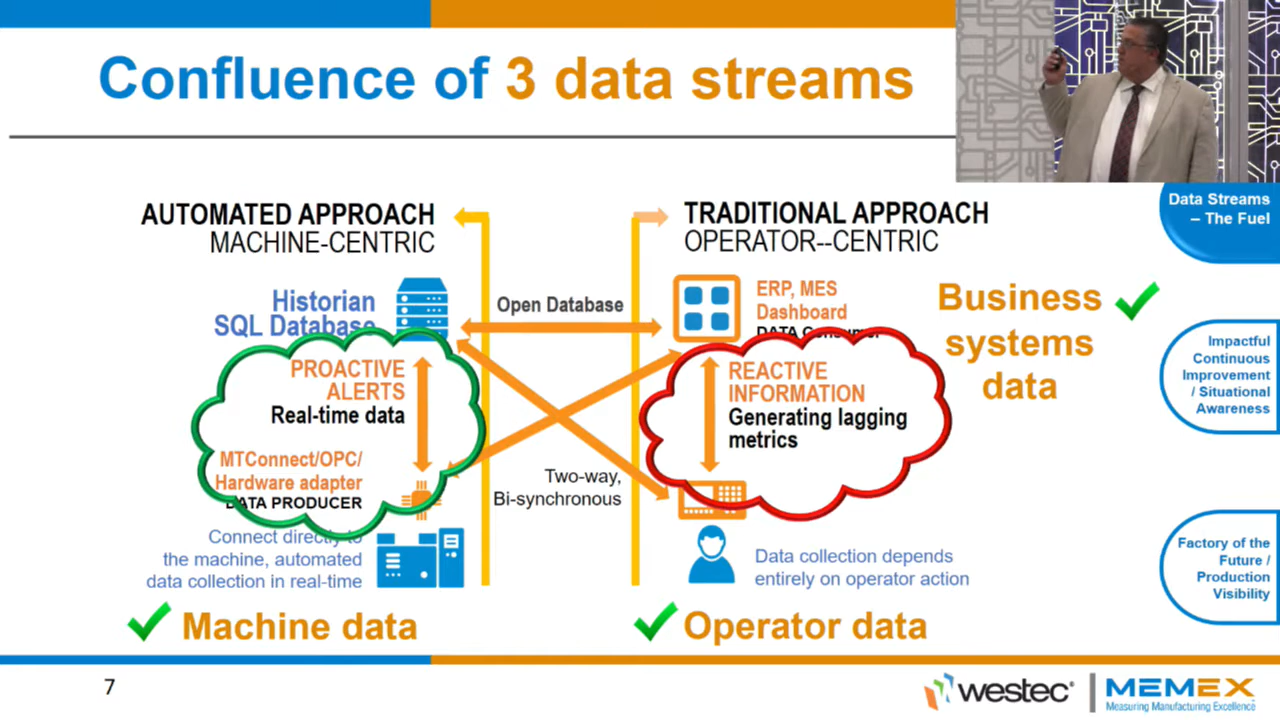 Confluence of 3 data streams
AUTOMATED APPROACH
MACHINE-CENTRIC
Historian
SQL Database
PROACTIVE
ALERTS
Real-time data
MTConnect/OPC/
Hardware adapter
DATA PRODUCER
Connect directly to
the machine, automated
data collection in real-time
Machine data
Open Database
Two-way,
Bi-synchronous
TRADITIONAL APPROACH
OPERATOR--CENTRIC
ERP, MES
Dashboard
DATA Consumer
REACTIVE
INFORMATION
Generating lagging
metrics
Data collection depends
entirely on operator action
Operator data
Business
systems
data
Data Streams
– The Fuel
Impactful
Continuous
Improvement
/ Situational
Awareness
Factory of the
Future /
Production
Visibility
7
westec®
MEMEX
Measuring Manufacturing Excellence